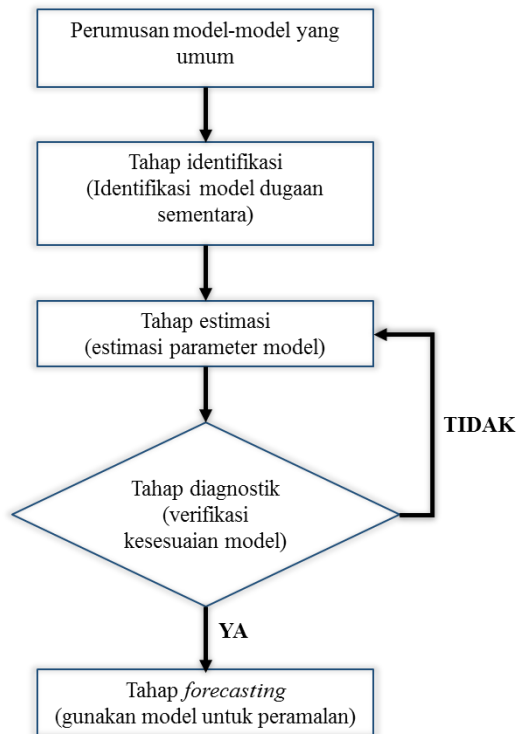 Perumusan model-model yang
umum
Tahap identifikasi
(Identifikasi model dugaan
sementara)
Tahap estimasi
(estimasi parameter model)
TIDAK
Tahap diagnostik
(verifikasi
kesesuaian model)
YA
Tahap forecasting
(gunakan model untuk peramalan)